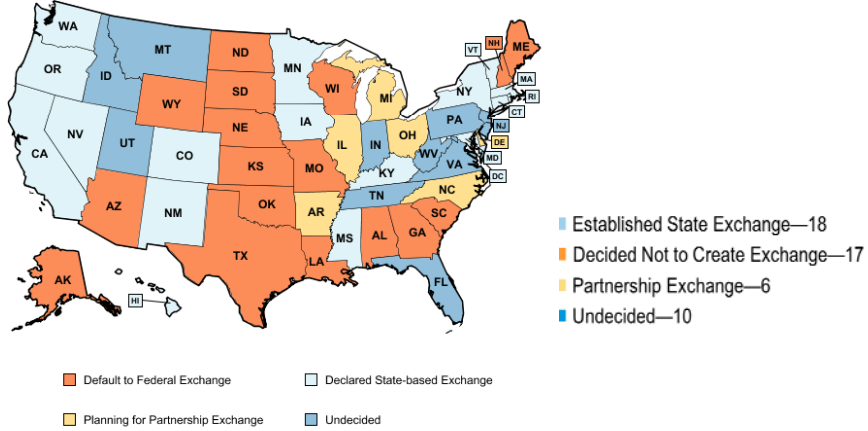 WA
MT
ND
MN
VT
NH
ME
OR
ID
SD
WI
NY
MA
RI
WY
MI
CT
NV
NE
IA
PA
NJ
CA
UT
CO
IL
IN
OH
DE
MD
KS
MO
WV
VA
DC
KY
AZ
NM
OK
AR
TN
NC
SC
TX
MS
AL
GA
LA
FL
AK
HI
Established State Exchange—18
Decided Not to Create Exchange—17
Partnership Exchange—6
Undecided—10
Default to Federal Exchange
Declared State-based Exchange
Planning for Partnership Exchange
Undecided